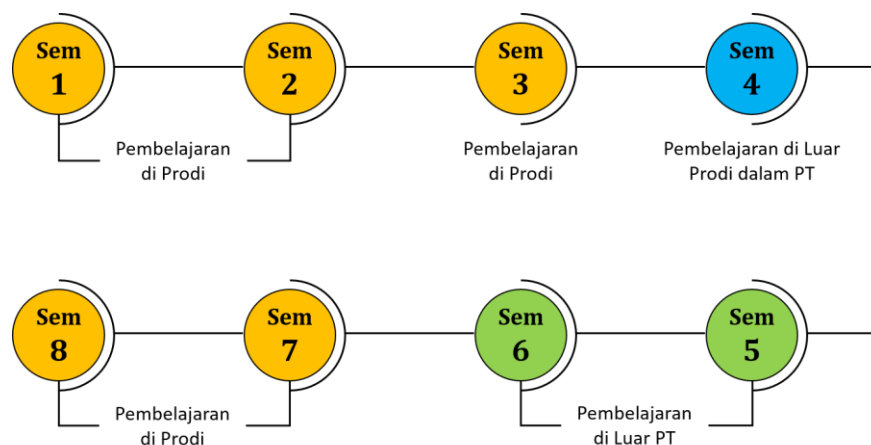 Sem
1
Sem
2
Sem
3
Sem
4
Pembelajaran
di Prodi
Pembelajaran
di Prodi
Pembelajaran di Luar
Prodi dalam PT
Sem
8
Sem
7
Sem
6
Sem
5
Pembelajaran
di Prodi
Pembelajaran
di Luar PT